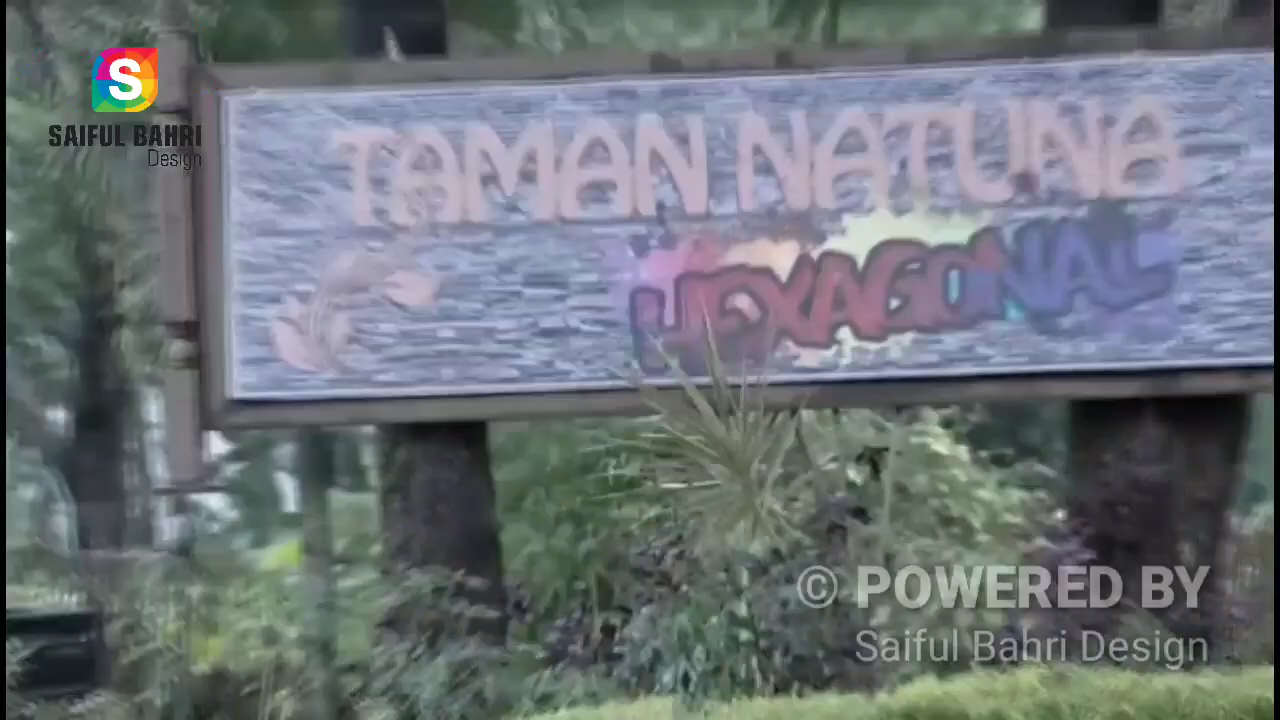 S
SAIFUL BAHRI
Design
TAMAN NATUNA
HEXAGONAL
© POWERED BY
Saiful Bahri Design